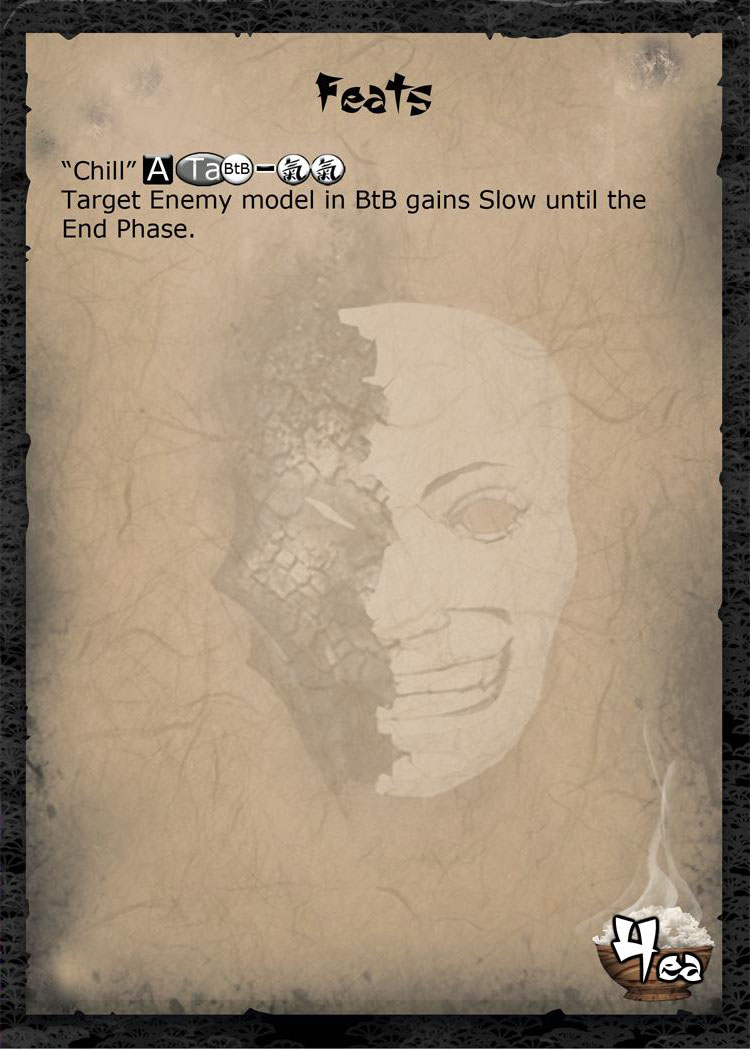 Feats
“Chill” A Ta BtB - 氣 氣
Target Enemy model in BtB gains Slow until the
End Phase.
4ea